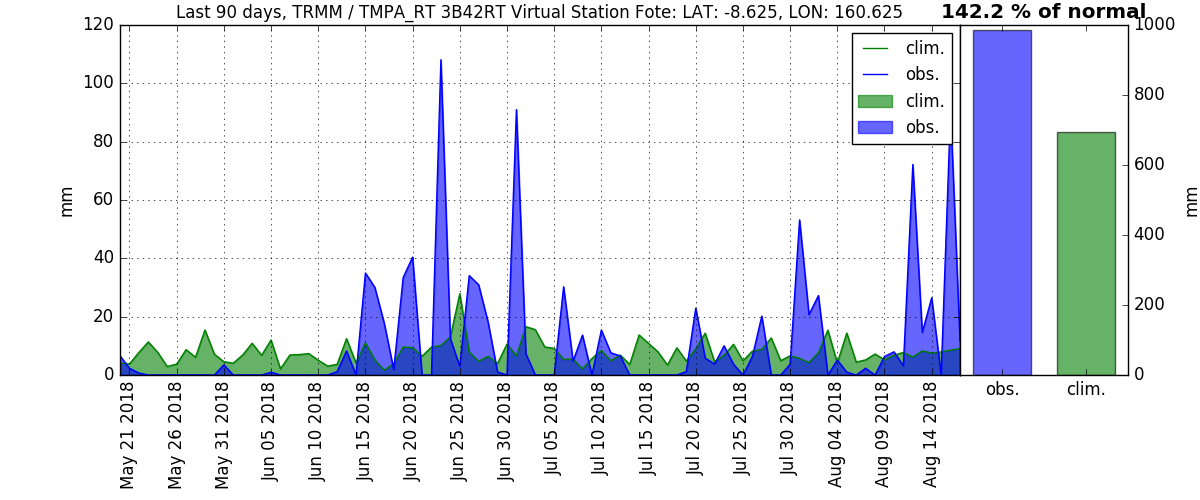 Last 90 days, TRMM / TMPA_RT 3B42RT Virtual Station Fote: LAT: -8.625, LON: 160.625
142.2 % of normal
mm
120
100
80
60
40
20
0
clim.
obs.
clim.
obs.
May 21 2018
May 26 2018
May 31 2018
Jun 05 2018
Jun 10 2018
Jun 15 2018
Jun 20 2018
Jun 25 2018
Jun 30 2018
Jul 05 2018
Jul 10 2018
Jul 15 2018
Jul 20 2018
Jul 25 2018
Jul 30 2018
Aug 04 2018
Aug 09 2018
Aug 14 2018
1000
800
600
400
200
0
mm
obs.
clim.